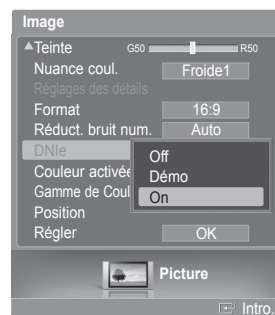 Image
Teinte G50 R50
Nuance coul. Froide1
Réglages des détails
Format 16:9
Réduct. bruit num. Auto
DNIe
Off
Couleur activée
Démo
Gamme de Coul
On
Position
Régler OK
Picture
Intro.